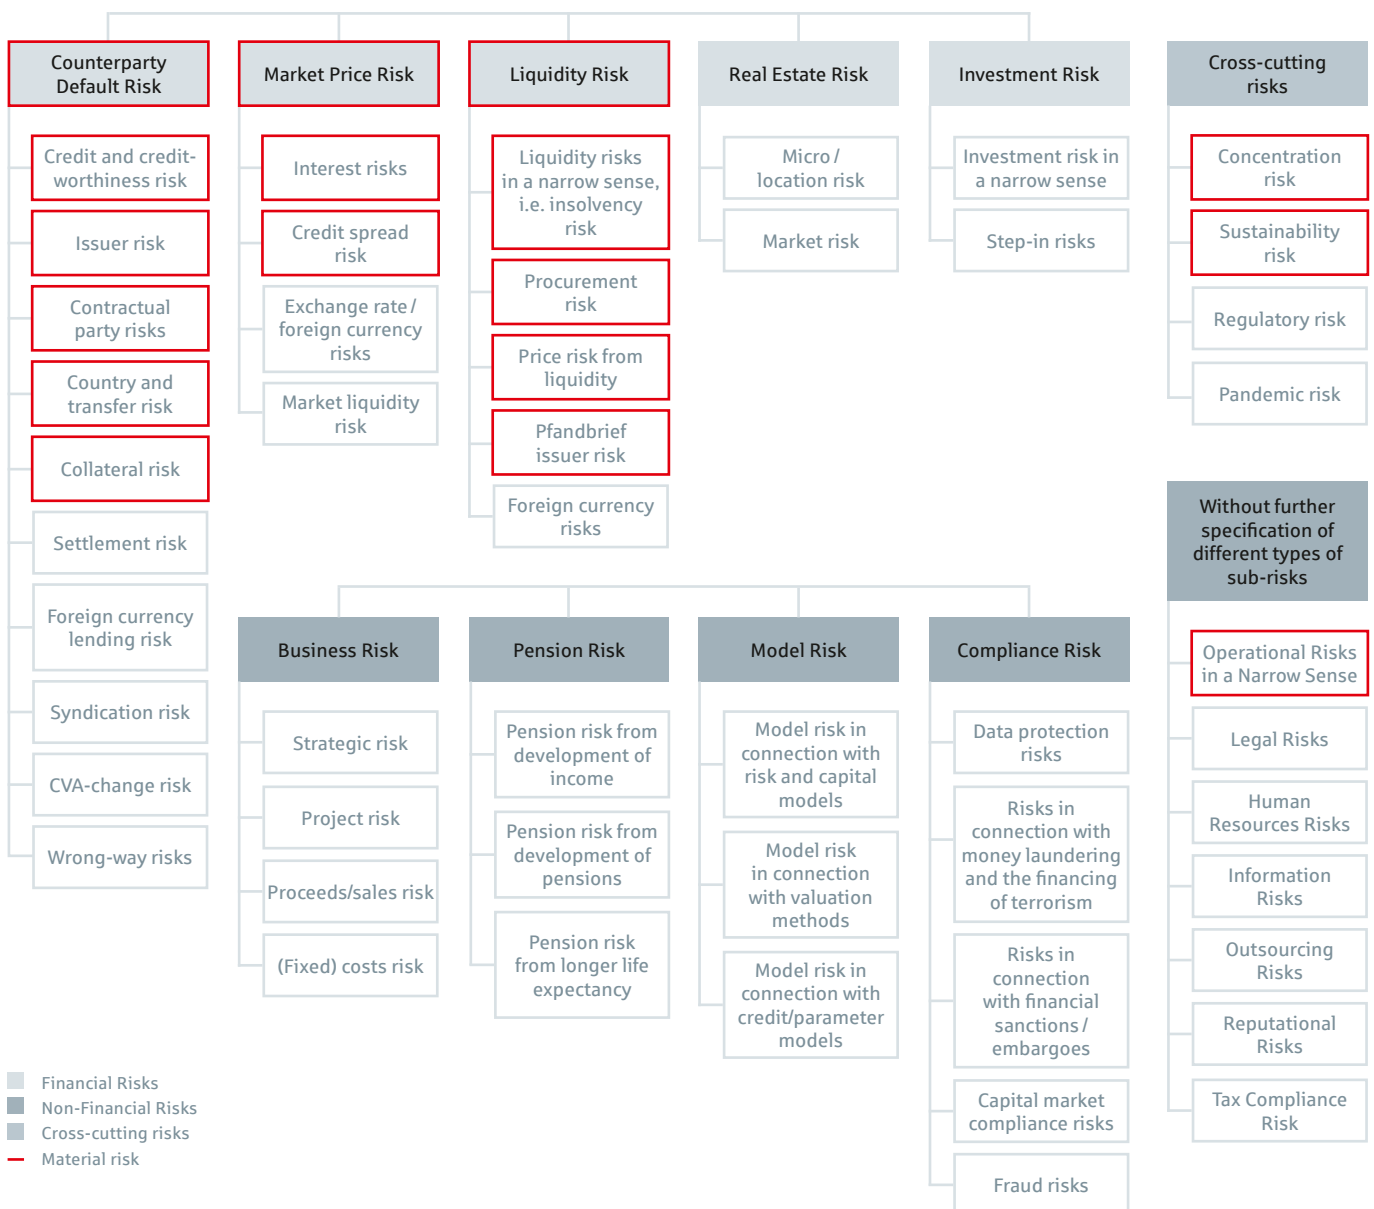 Counterparty
Default Risk
Credit and credit-
worthiness risk
Issuer risk
Contractual
party risks
Country and
transfer risk
Collateral risk
Settlement risk
Foreign currency
lending risk
Syndication risk
CVA-change risk
Wrong-way risks
Market Price Risk
Interest risks
Credit spread
risk
Exchange rate /
foreign currency
risks
Market liquidity
risk
Liquidity Risk
Liquidity risks
in a narrow sense,
i.e. insolvency
risk
Procurement
risk
Price risk from
liquidity
Pfandbrief
issuer risk
Foreign currency
risks
Real Estate Risk
Micro /
location risk
Market risk
Investment Risk
Investment risk in
a narrow sense
Step-in risks
Cross-cutting
risks
Concentration
risk
Sustainability
risk
Regulatory risk
Pandemic risk
Business Risk
Strategic risk
Project risk
Proceeds/sales risk
(Fixed) costs risk
Pension Risk
Pension risk from
development of
income
Pension risk from
development of
pensions
Pension risk
from longer life
expectancy
Model Risk
Model risk in
connection with
risk and capital
models
Model risk
in connection
with valuation
methods
Model risk in
connection with
credit/parameter
models
Compliance Risk
Data protection
risks
Risks in
connection with
money laundering
and the financing
of terrorism
Risks in
connection
with financial
sanctions /
embargoes
Capital market
compliance risks
Fraud risks
Without further
specification of
different types of
sub-risks
Operational Risks
in a Narrow Sense
Legal Risks
Human
Resources Risks
Information
Risks
Outsourcing
Risks
Reputational
Risks
Tax Compliance
Risk
Financial Risks
Non-Financial Risks
Cross-cutting risks
Material risk